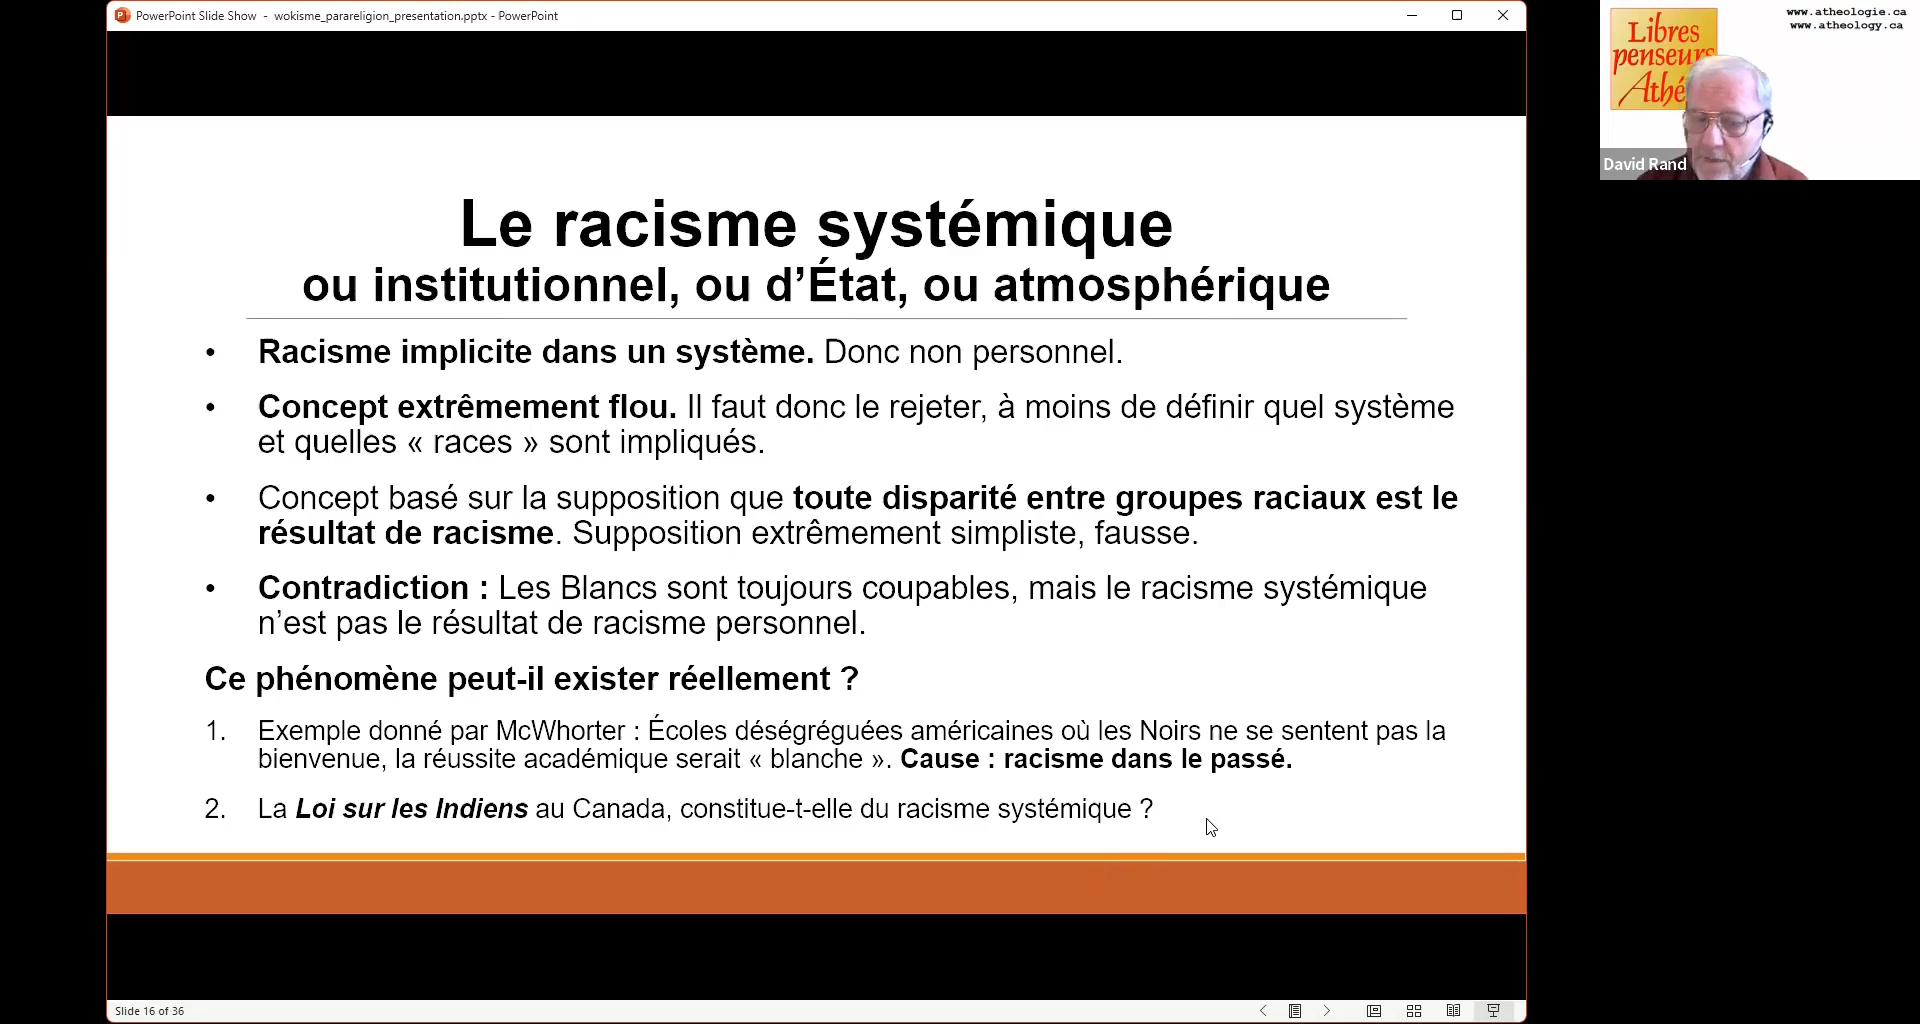 PowerPoint Slide Show - wokisme_parareligion_presentation.pptx - PowerPoint
Libres
penseurs
Athé
www.atheologie.ca
www.atheology.ca
David Rand
Le racisme systémique
ou institutionnel, ou d’État, ou atmosphérique
• Racisme implicite dans un système. Donc non personnel.
• Concept extrêmement flou. Il faut donc le rejeter, à moins de définir quel système
et quelles « races » sont impliqués.
• Concept basé sur la supposition que toute disparité entre groupes raciaux est le
résultat de racisme. Supposition extrêmement simpliste, fausse.
• Contradiction : Les Blancs sont toujours coupables, mais le racisme systémique
n’est pas le résultat de racisme personnel.
Ce phénomène peut-il exister réellement ?
1. Exemple donné par McWhorter : Écoles déségréguées américaines où les Noirs ne se sentent pas la
bienvenue, la réussite académique serait « blanche ». Cause : racisme dans le passé.
2. La Loi sur les Indiens au Canada, constitue-t-elle du racisme systémique ?
Slide 16 of 36